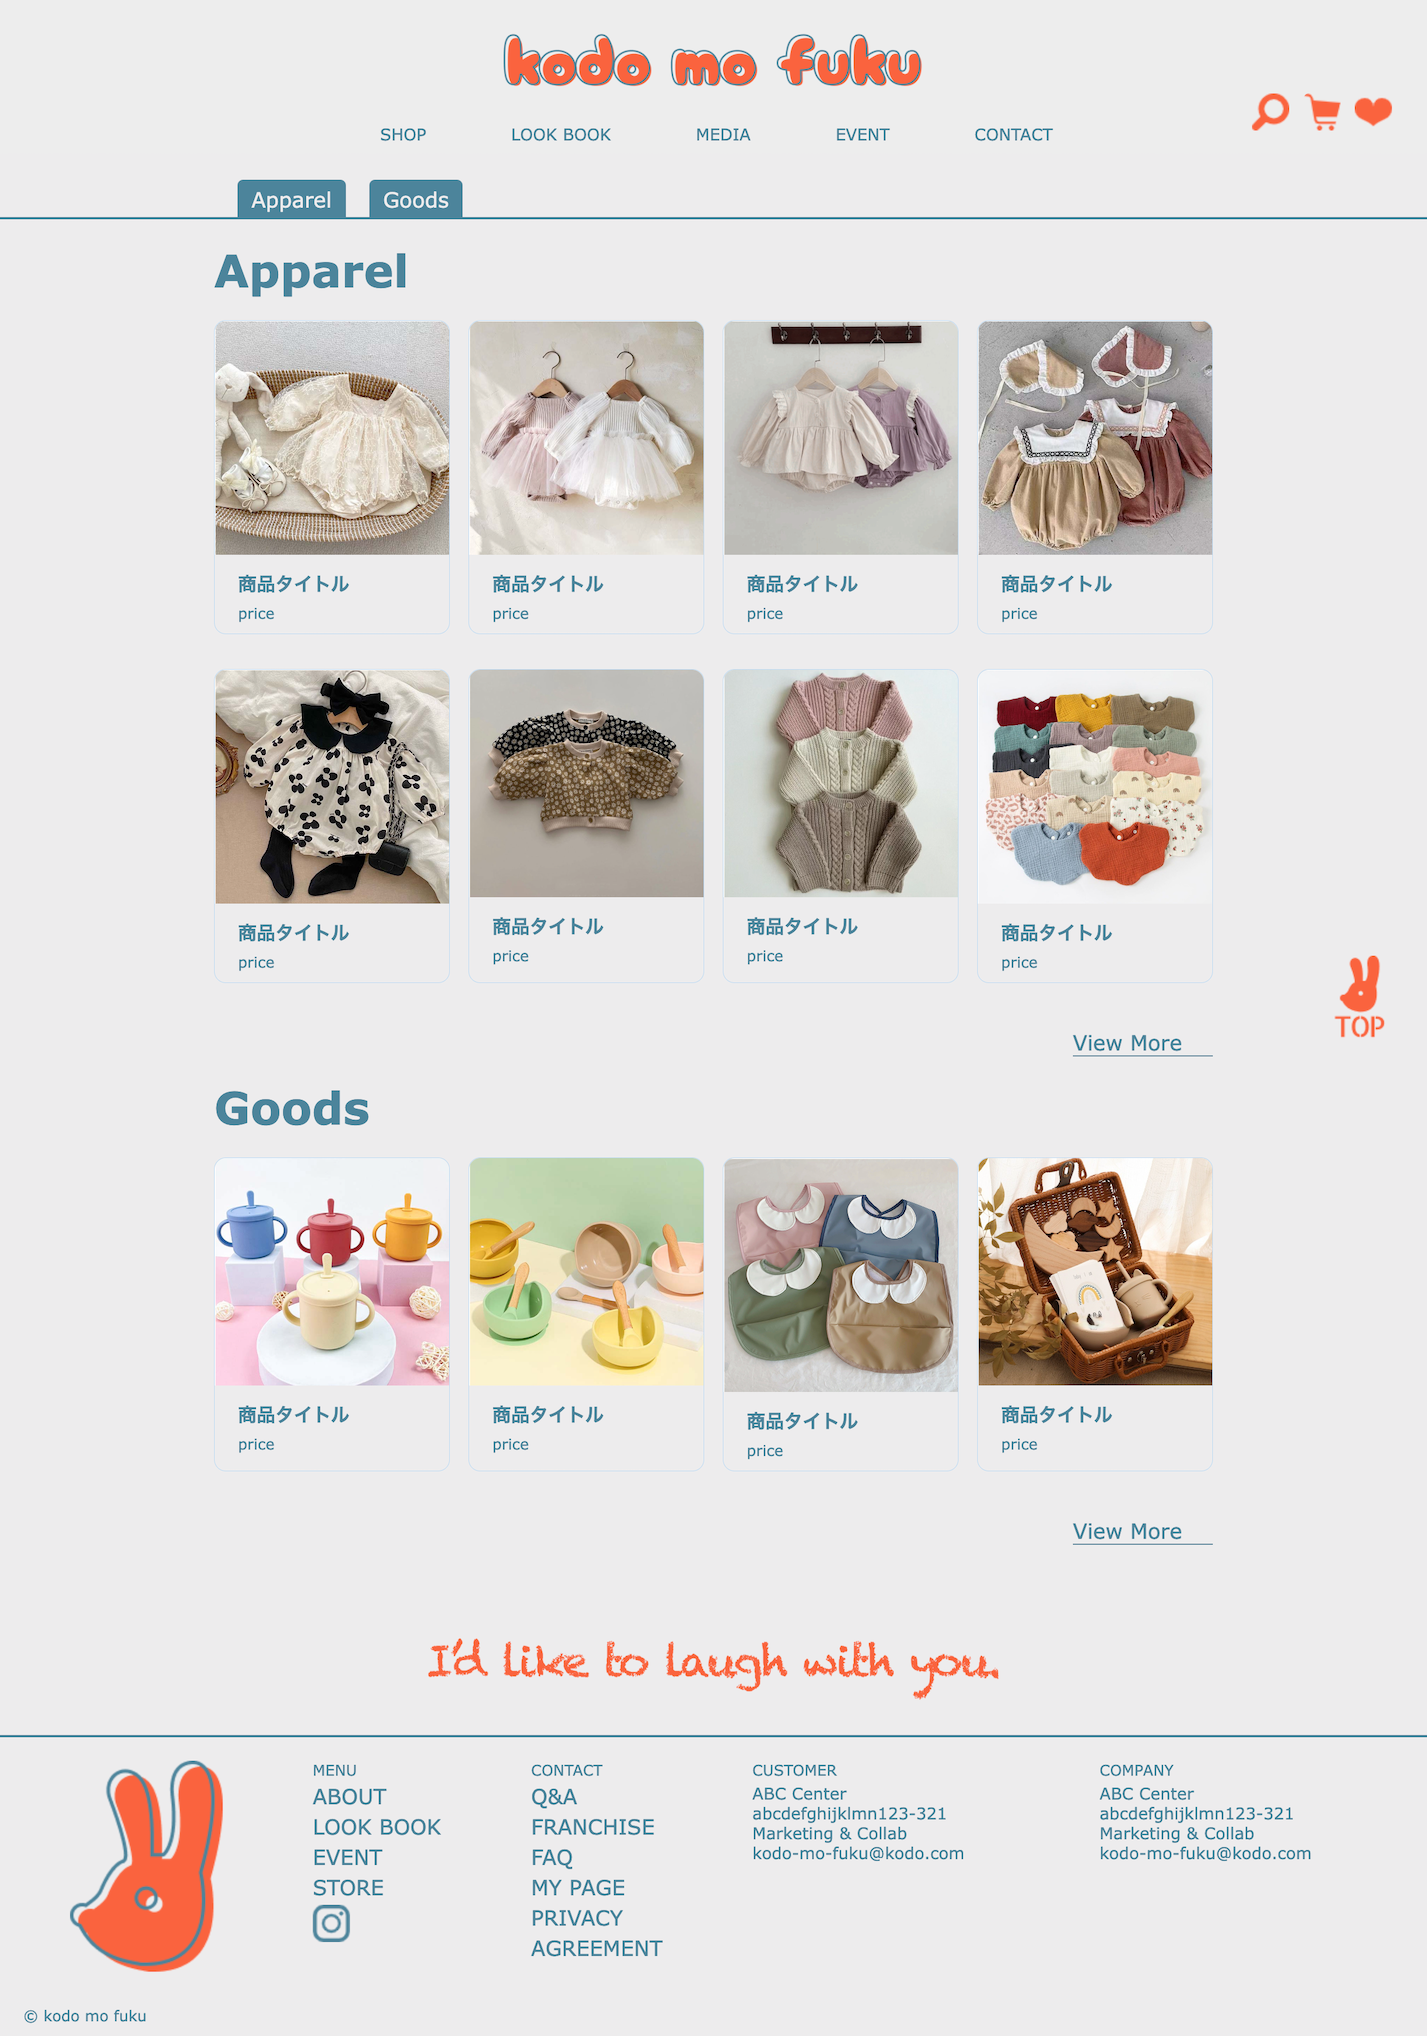 kodo mo fuku
SHOP LOOK BOOK MEDIA EVENT CONTACT
Apparel Goods
Apparel
商品タイトル
price
商品タイトル
price
商品タイトル
price
商品タイトル
price
商品タイトル
price
商品タイトル
price
商品タイトル
price
商品タイトル
price
TOP
View More
Goods
商品タイトル
price
商品タイトル
price
商品タイトル
price
商品タイトル
price
View More
I'd like to laugh with you.
MENU
ABOUT
LOOK BOOK
EVENT
STORE
CONTACT
Q&A
FRANCHISE
FAQ
MY PAGE
PRIVACY
AGREEMENT
CUSTOMER
ABC Center
abcdefghijklmn123-321
Marketing & Collab
kodo-mo-fuku@kodo.com
COMPANY
ABC Center
abcdefghijklmn123-321
Marketing & Collab
kodo-mo-fuku@kodo.com
© kodo mo fuku